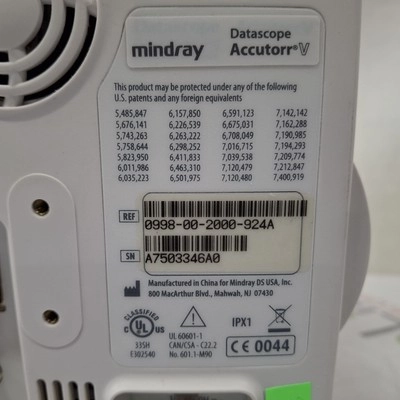 mindray
Datascope
Accutorr® V
This product may be protected under any of the following
U.S. patents and any foreign equivalents
5,485,847 6,157,850 6,591,123 7,142,142
5,676,141 6,226,539 6,675,031 7,162,288
5,743,263 6,263,222 6,708,049 7,190,985
5,758,644 6,298,252 7,016,715 7,194,293
5,823,950 6,411,833 7,039,538 7,209,774
6,011,986 6,463,310 7,120,479 7,212,847
6,035,223 6,501,975 7,120,480 7,400,919
REF
0998-00-2000-924A
SN
A7503346A0
Manufactured in China for Mindray DS USA, Inc.
800 MacArthur Blvd., Mahwah, NJ 07430
CLASSIFIED
C UL US
33SH
E302540
UL 60601-1
CAN/CSA - C22.2
No. 601.1-M90
IPX1
CE 0044